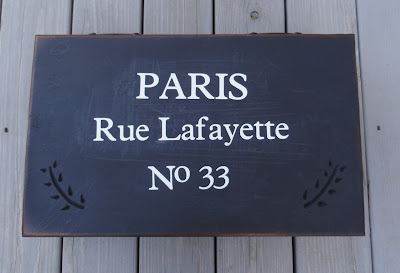 PARIS
Rue Lafayette
No 33